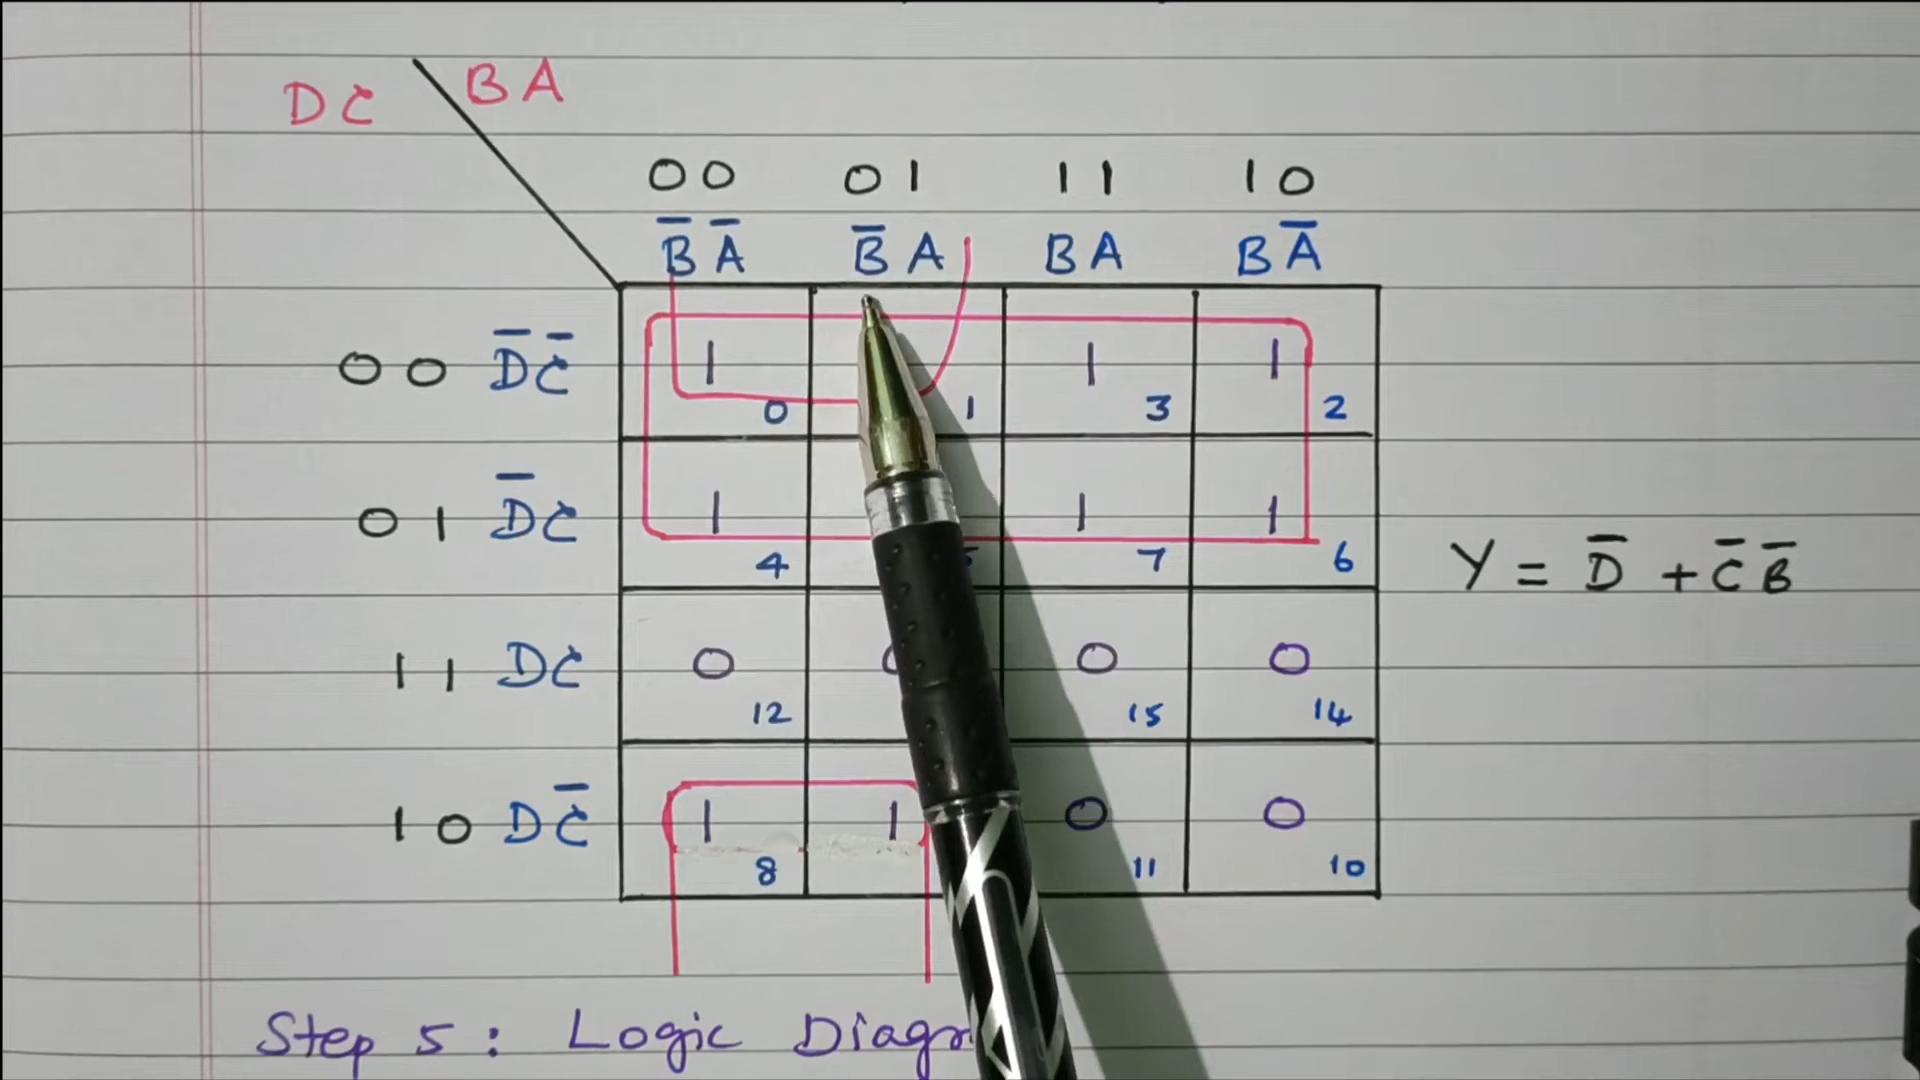 DC BA
00 01 11 10
B̅A̅ B̅A BA BA̅
00 D̅C̅ 1 1 1
0 1 3 2
01 D̅C 1 1 1
4 5 7 6
Y = D̅ + C̅B̅
11 DC 0 0 0
12 15 14
10 DC̅ 1 1 0 0
8 11 10
Step 5 : Logic